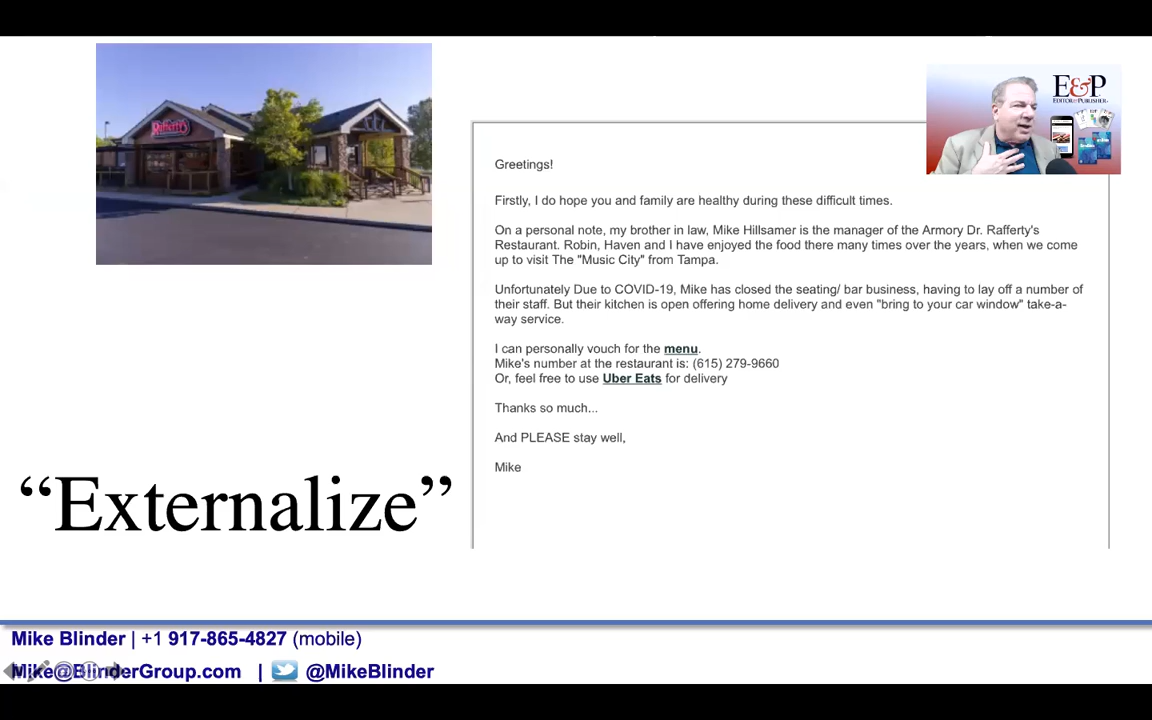 Rafferty's
E&P
EDITOR & PUBLISHER
Greetings!
Firstly, I do hope you and family are healthy during these difficult times.
On a personal note, my brother in law, Mike Hillsamer is the manager of the Armory Dr. Rafferty's
Restaurant. Robin, Haven and I have enjoyed the food there many times over the years, when we come
up to visit The "Music City" from Tampa.
Unfortunately Due to COVID-19, Mike has closed the seating/ bar business, having to lay off a number of
their staff. But their kitchen is open offering home delivery and even "bring to your car window" take-a-
way service.
I can personally vouch for the menu.
Mike's number at the restaurant is: (615) 279-9660
Or, feel free to use Uber Eats for delivery
Thanks so much...
And PLEASE stay well,
Mike
“Externalize”
Mike Blinder | +1 917-865-4827 (mobile)
Mike@BlinderGroup.com | @MikeBlinder